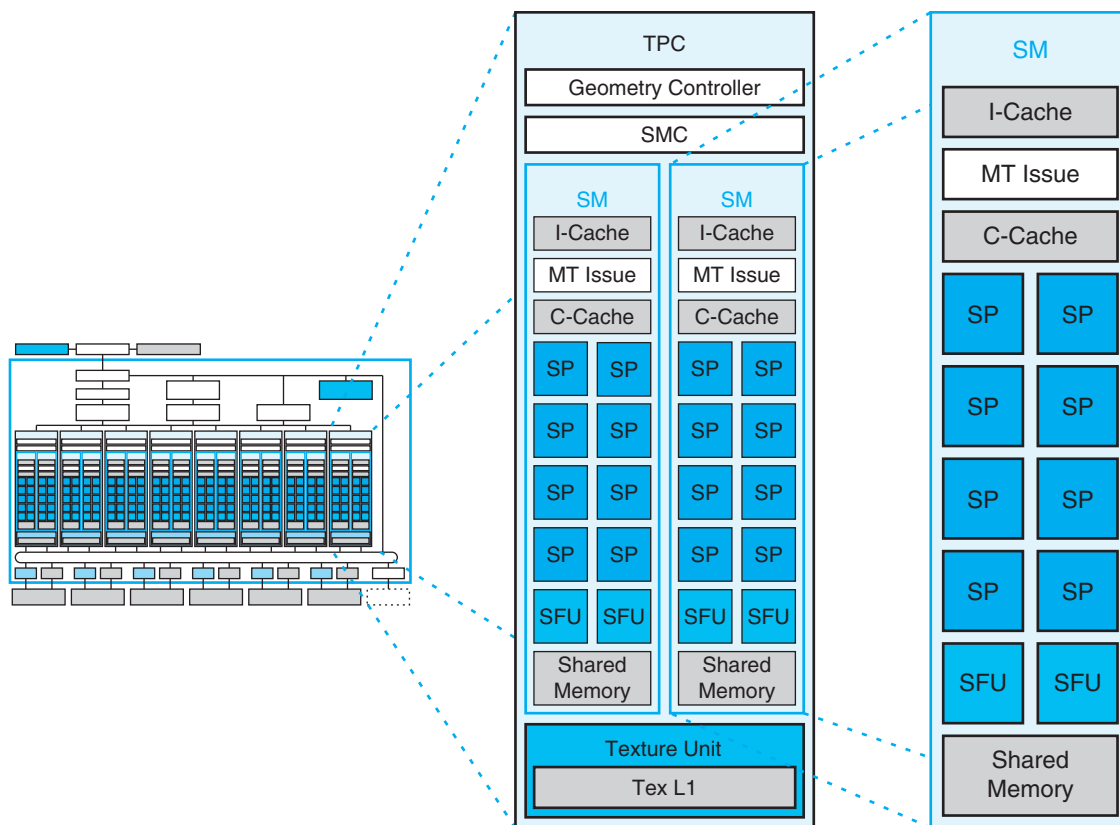 TPC
Geometry Controller
SMC
SM
I-Cache
MT Issue
C-Cache
SP SP
SP SP
SP SP
SP SP
SFU SFU
Shared
Memory
SM
I-Cache
MT Issue
C-Cache
SP SP
SP SP
SP SP
SP SP
SFU SFU
Shared
Memory
Texture Unit
Tex L1
SM
I-Cache
MT Issue
C-Cache
SP SP
SP SP
SP SP
SP SP
SFU SFU
Shared
Memory